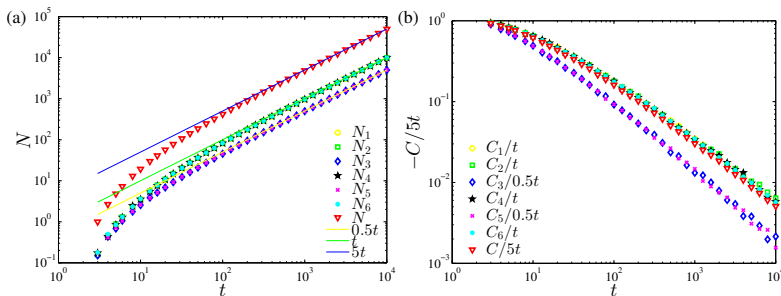 (a)
10^5
10^4
10^3
10^2
10^1
10^0
10^-1
N
10^0 10^1 10^2 10^3 10^4
t
N_1
N_2
N_3
N_4
N_5
N_6
N
0.5t
t
5t
(b)
10^0
10^-1
10^-2
10^-3
−C/5t
10^0 10^1 10^2 10^3 10^4
t
C_1/t
C_2/t
C_3/0.5t
C_4/t
C_5/0.5t
C_6/t
C/5t